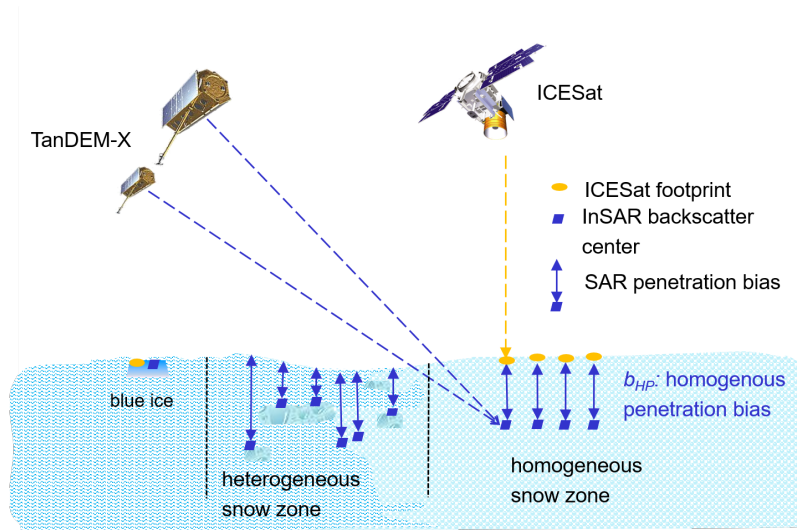 ICESat
TanDEM-X
ICESat footprint
InSAR backscatter
center
SAR penetration bias
b_HP: homogenous
penetration bias
blue ice
heterogeneous
snow zone
homogeneous
snow zone